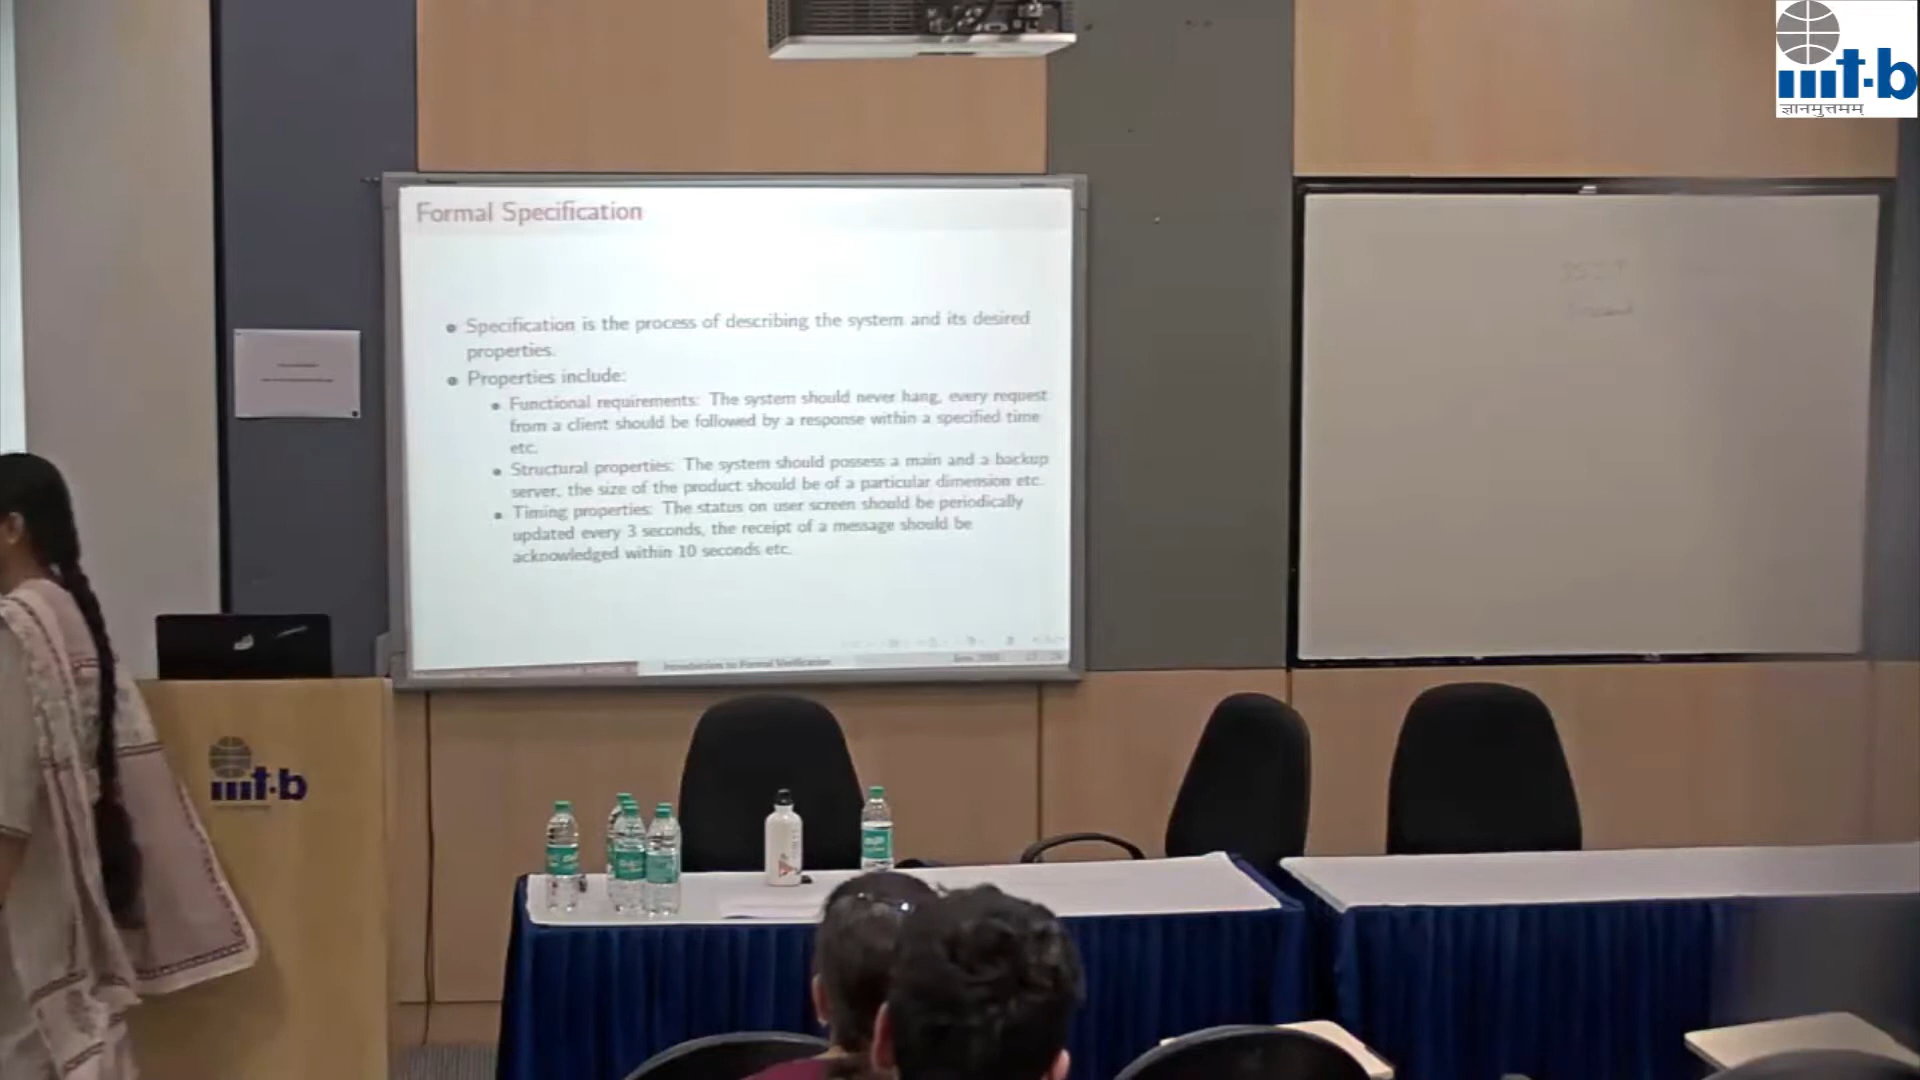 iiit-b
ज्ञानमुत्तमम्
Formal Specification
Specification is the process of describing the system and its desired
properties.
Properties include:
Functional requirements: The system should never hang, every request
from a client should be followed by a response within a specified time
etc.
Structural properties: The system should possess a main and a backup
server, the size of the product should be of a particular dimension etc.
Timing properties: The status on user screen should be periodically
updated every 3 seconds, the receipt of a message should be
acknowledged within 10 seconds etc.
Introduction to Formal Verification
iiit-b